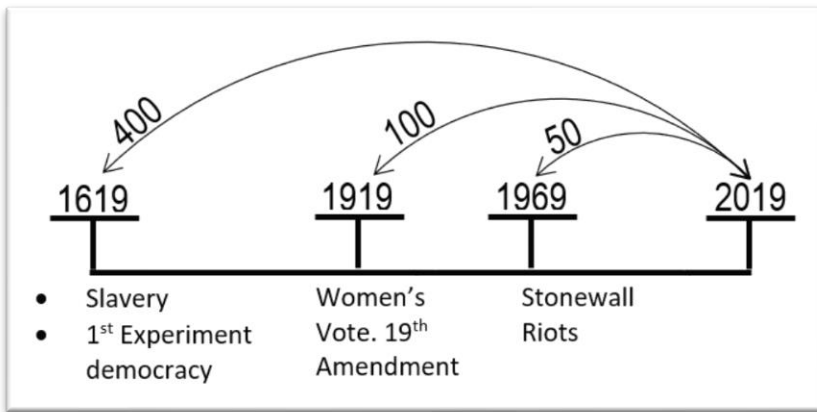 400 100 50
1619 1919 1969 2019
• Slavery
• 1st Experiment
democracy
Women’s
Vote. 19th
Amendment
Stonewall
Riots